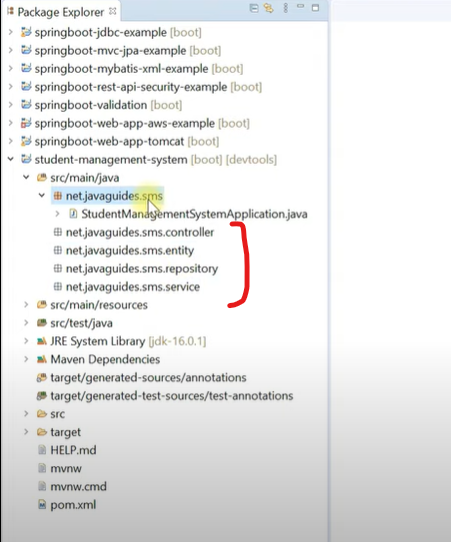 Package Explorer
springboot-jdbc-example [boot]
springboot-mvc-jpa-example [boot]
springboot-mybatis-xml-example [boot]
springboot-rest-api-security-example [boot]
springboot-validation [boot]
springboot-web-app-aws-example [boot]
springboot-web-app-tomcat [boot]
student-management-system [boot] [devtools]
src/main/java
net.javaguides.sms
StudentManagementSystemApplication.java
net.javaguides.sms.controller
net.javaguides.sms.entity
net.javaguides.sms.repository
net.javaguides.sms.service
src/main/resources
src/test/java
JRE System Library [jdk-16.0.1]
Maven Dependencies
target/generated-sources/annotations
target/generated-test-sources/test-annotations
src
target
HELP.md
mvnw
mvnw.cmd
pom.xml